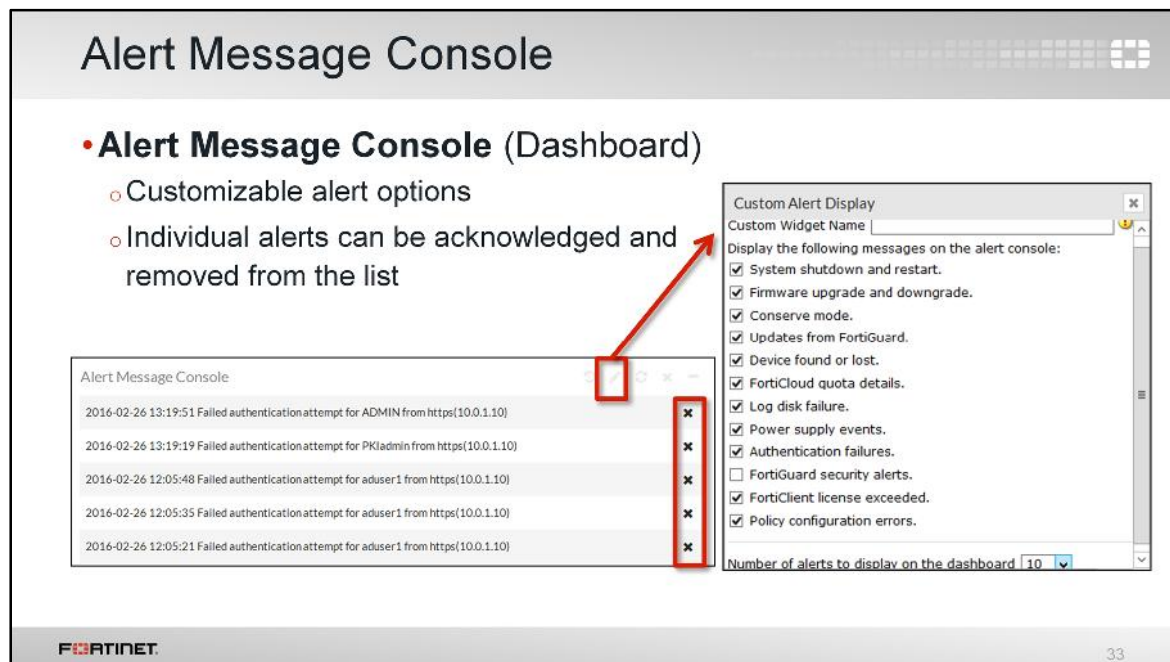 Alert Message Console
•Alert Message Console (Dashboard)
o Customizable alert options
o Individual alerts can be acknowledged and
removed from the list
Alert Message Console
2016-02-26 13:19:51 Failed authentication attempt for ADMIN from https(10.0.1.10)
2016-02-26 13:19:19 Failed authentication attempt for PKIadmin from https(10.0.1.10)
2016-02-26 12:05:48 Failed authentication attempt for aduser1 from https(10.0.1.10)
2016-02-26 12:05:35 Failed authentication attempt for aduser1 from https(10.0.1.10)
2016-02-26 12:05:21 Failed authentication attempt for aduser1 from https(10.0.1.10)
Custom Alert Display
Custom Widget Name
Display the following messages on the alert console:
System shutdown and restart.
Firmware upgrade and downgrade.
Conserve mode.
Updates from FortiGuard.
Device found or lost.
FortiCloud quota details.
Log disk failure.
Power supply events.
Authentication failures.
FortiGuard security alerts.
FortiClient license exceeded.
Policy configuration errors.
Number of alerts to display on the dashboard 10
FORTINET.
33